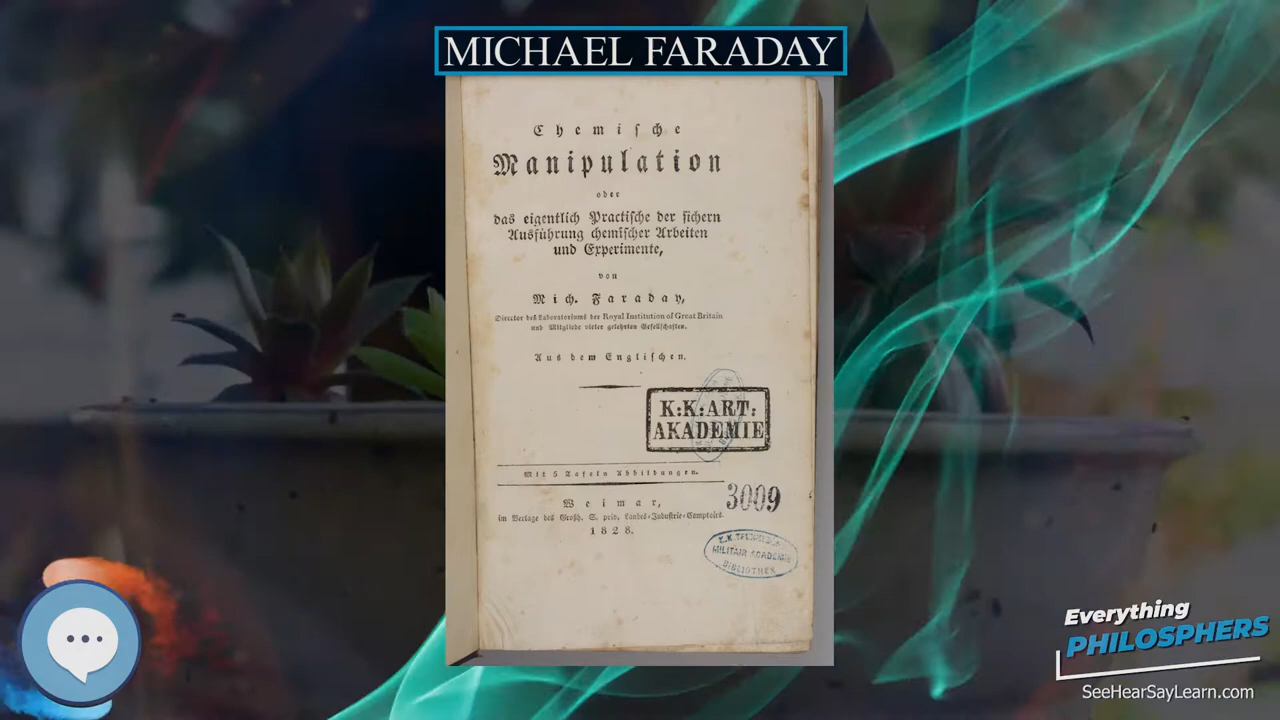 MICHAEL FARADAY
Chemiſche
Manipulation
oder
das eigentlich Practiſche der ſichern
Ausführung chemiſcher Arbeiten
und Experimente,
von
Mich. Faraday,
Director des Laboratoriums der Royal Institution of Great Britain
und Mitgliede vieler gelehrten Geſellſchaften.
Aus dem Engliſchen.
K:K:ART:
AKADEMIE
Mit 5 Tafeln Abbildungen.
3009
Weimar,
im Verlage des Großh. S. priv. Landes-Induſtrie-Comptoirs.
1828.
MILITAIR AKADEMIE
BIBLIOTHEK
Everything
PHILOSPHERS
SeeHearSayLearn.com